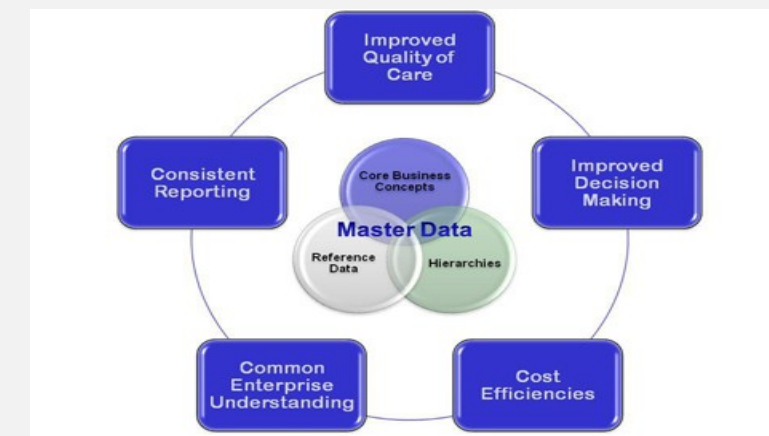 Improved
Quality of
Care
Consistent
Reporting
Improved
Decision
Making
Core Business
Concepts
Master Data
Reference
Data
Hierarchies
Common
Enterprise
Understanding
Cost
Efficiencies